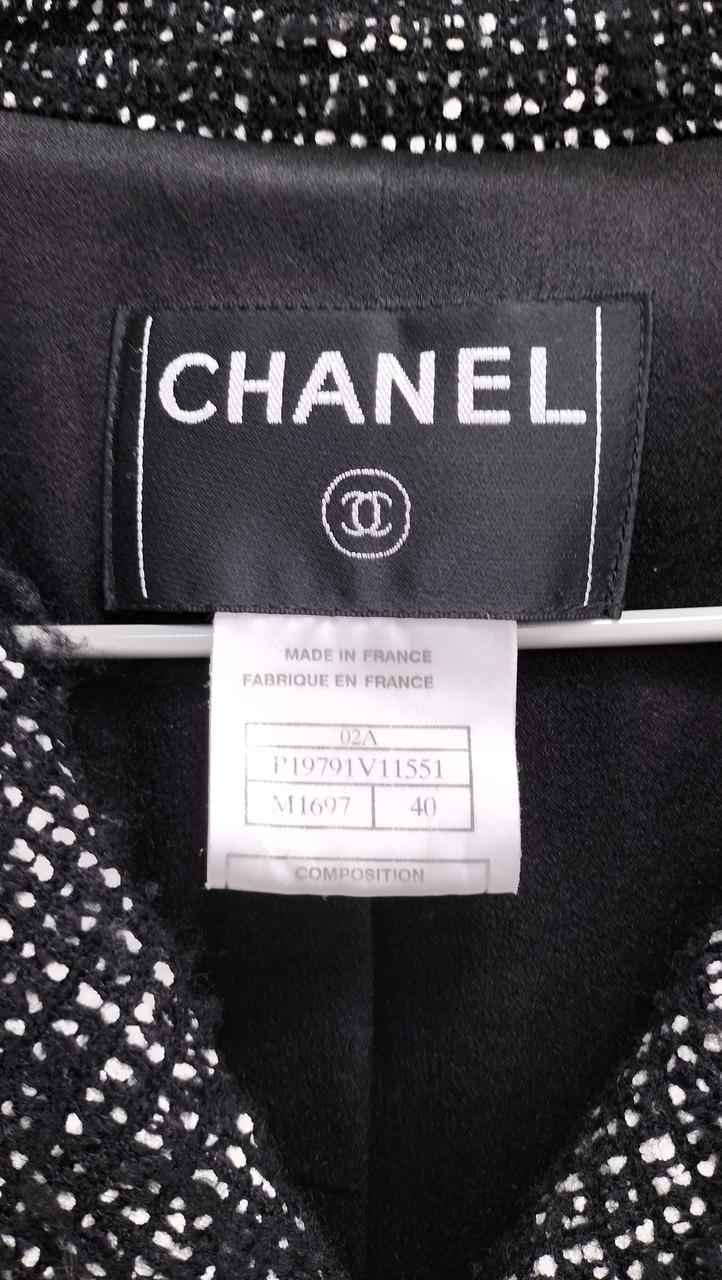 CHANEL
MADE IN FRANCE
FABRIQUE EN FRANCE
02A
P19791V11551
M1697 40
COMPOSITION